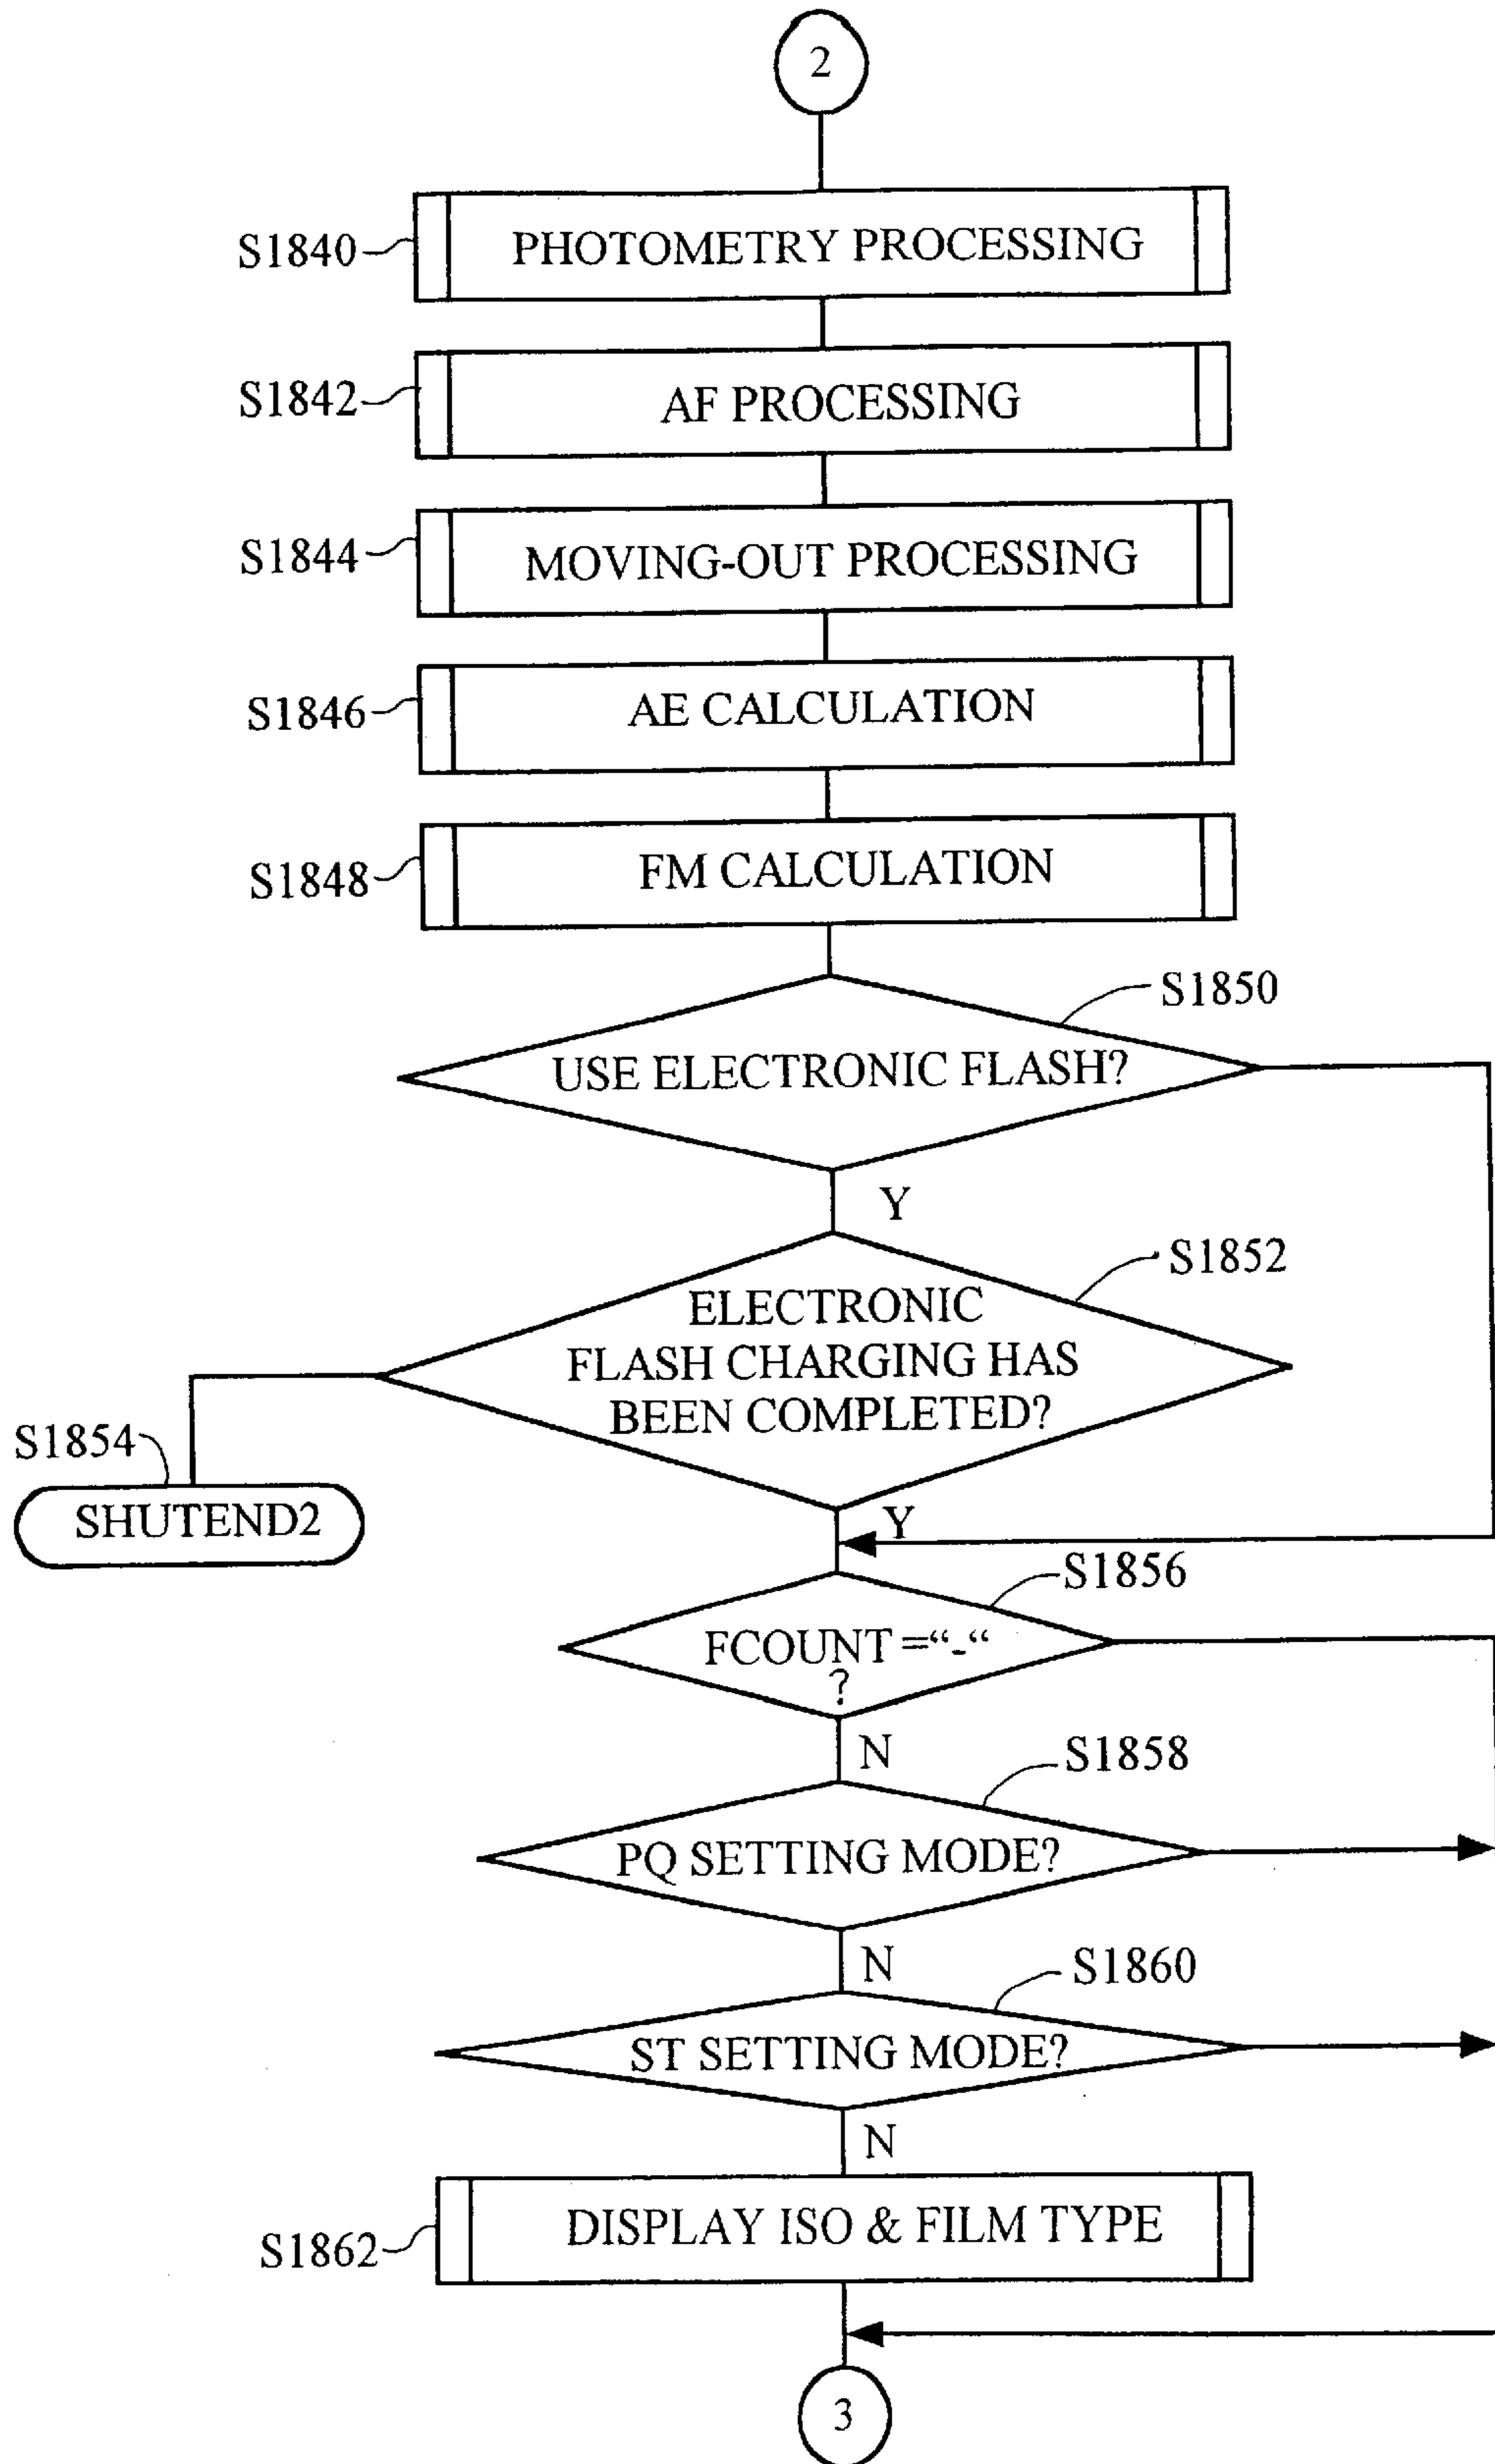 2
S1840
PHOTOMETRY PROCESSING
S1842
AF PROCESSING
S1844
MOVING-OUT PROCESSING
S1846
AE CALCULATION
S1848
FM CALCULATION
S1850
USE ELECTRONIC FLASH?
Y
S1852
ELECTRONIC
FLASH CHARGING HAS
BEEN COMPLETED?
S1854
SHUTEND2
Y
S1856
FCOUNT =“-“
?
N
S1858
PQ SETTING MODE?
N
S1860
ST SETTING MODE?
N
S1862
DISPLAY ISO & FILM TYPE
3